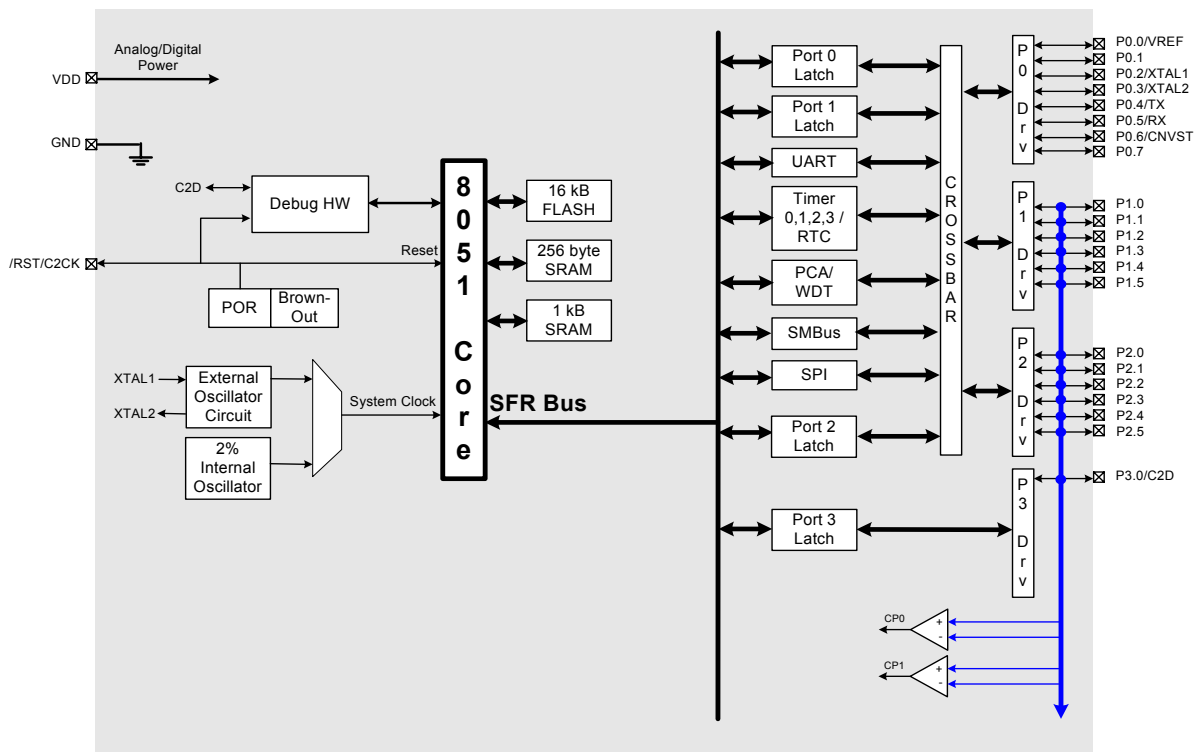 Analog/Digital
Power
VDD
GND
C2D
Debug HW
Reset
/RST/C2CK
POR
Brown-
Out
XTAL1
XTAL2
External
Oscillator
Circuit
2%
Internal
Oscillator
System Clock
8
0
5
1
C
o
r
e
16 kB
FLASH
256 byte
SRAM
1 kB
SRAM
SFR Bus
Port 0
Latch
Port 1
Latch
UART
Timer
0,1,2,3 /
RTC
PCA/
WDT
SMBus
SPI
Port 2
Latch
Port 3
Latch
C
R
O
S
S
B
A
R
P
0
D
r
v
P0.0/VREF
P0.1
P0.2/XTAL1
P0.3/XTAL2
P0.4/TX
P0.5/RX
P0.6/CNVST
P0.7
P
1
D
r
v
P1.0
P1.1
P1.2
P1.3
P1.4
P1.5
P
2
D
r
v
P2.0
P2.1
P2.2
P2.3
P2.4
P2.5
P
3
D
r
v
P3.0/C2D
CP0
+
-
CP1
+
-